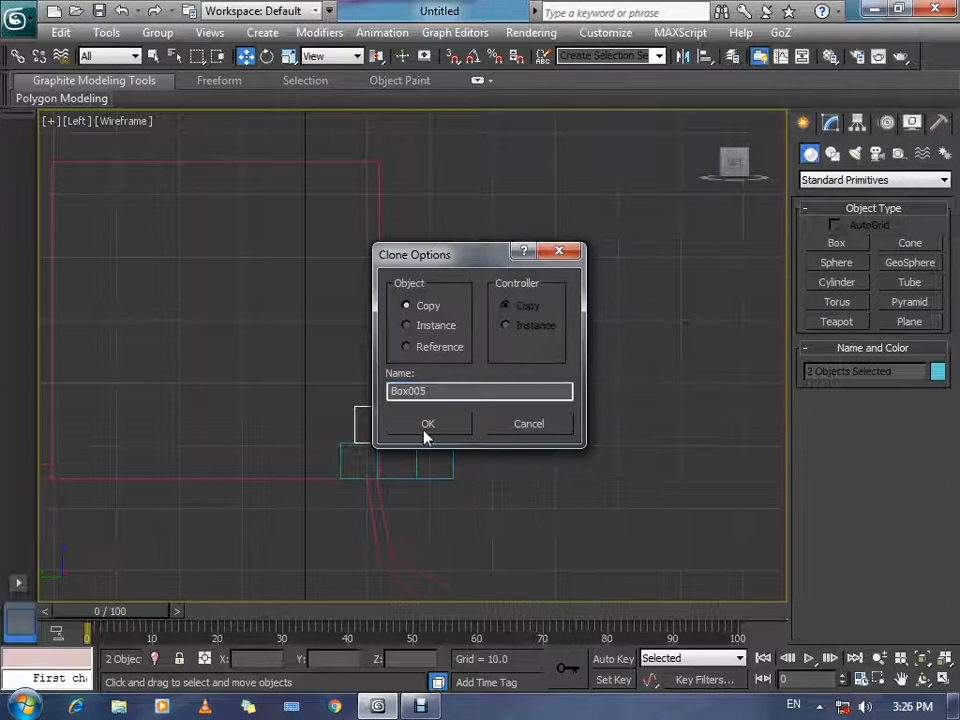 Workspace: Default
Untitled
Type a keyword or phrase
Edit Tools Group Views Create Modifiers Animation Graph Editors Rendering Customize MAXScript Help GoZ
All
View
Create Selection Se
Graphite Modeling Tools Freeform Selection Object Paint
Polygon Modeling
[+] [Left] [Wireframe]
Standard Primitives
- Object Type
AutoGrid
Box Cone
Sphere GeoSphere
Cylinder Tube
Torus Pyramid
Teapot Plane
- Name and Color
2 Objects Selected
Clone Options
Object Controller
Copy Copy
Instance Instance
Reference
Name:
Box005
OK Cancel
< 0 / 100 >
0 10 20 30 40 50 60 70 80 90 100
2 Objec X: Y: Z: Grid = 10.0 Auto Key Selected
First ch Click and drag to select and move objects Add Time Tag Set Key Key Filters... 0
EN 3:26 PM